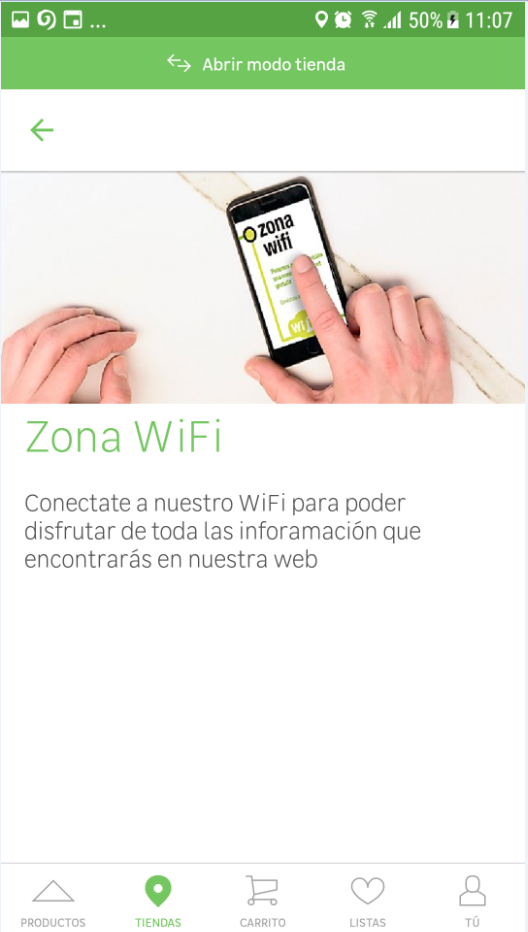 ... 50% 11:07
Abrir modo tienda
zona
wifi
Zona WiFi
Conectate a nuestro WiFi para poder
disfrutar de toda las inforamación que
encontrarás en nuestra web
PRODUCTOS TIENDAS CARRITO LISTAS TÚ